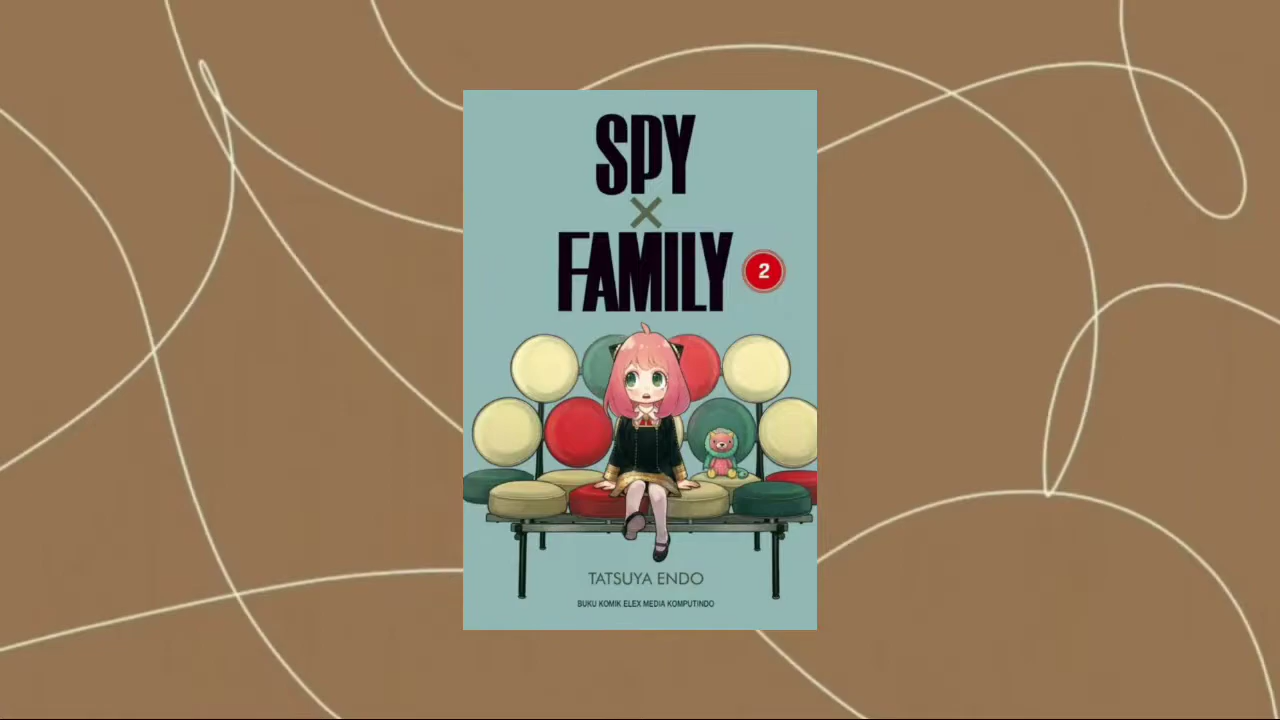 SPY
×
FAMILY
2
TATSUYA ENDO
BUKU KOMIK ELEX MEDIA KOMPUTINDO